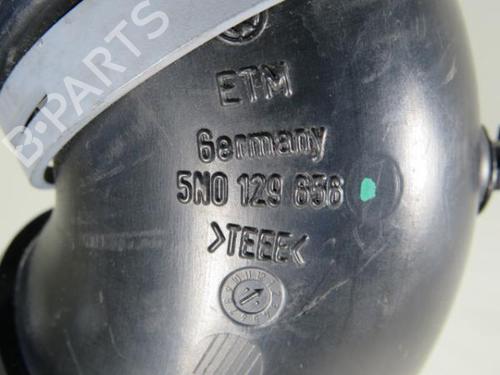 B·PARTS
ETM
Germany
5N0 129 656
>TEEE<